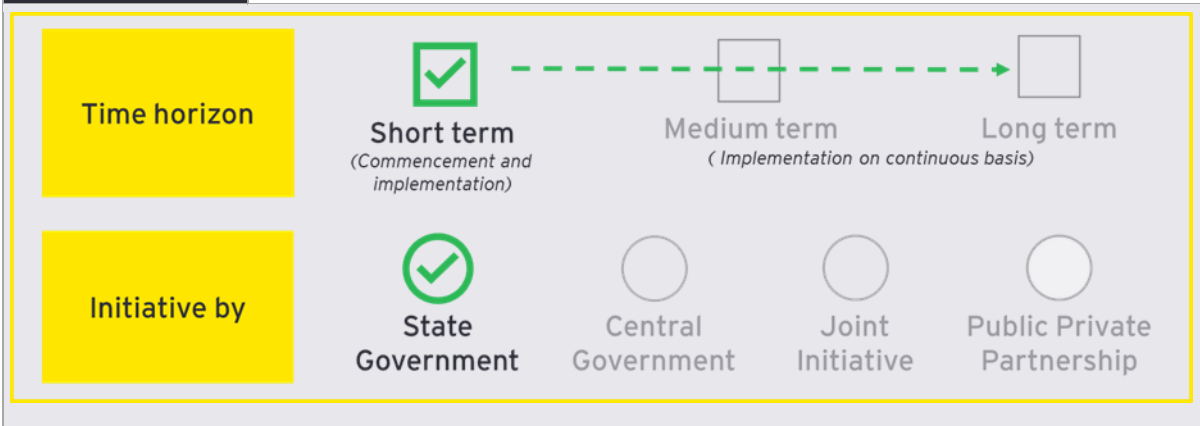 Time horizon
Short term
(Commencement and
implementation)
Medium term
Long term
( Implementation on continuous basis)
Initiative by
State
Government
Central
Government
Joint
Initiative
Public Private
Partnership